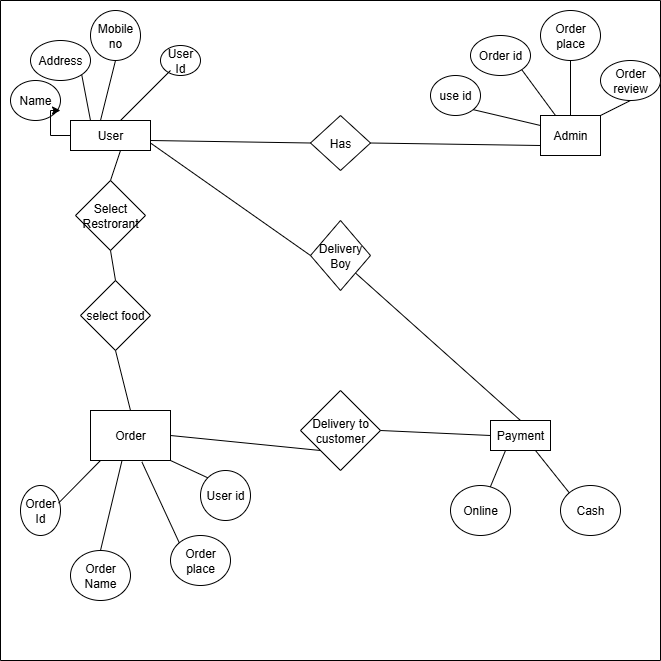 Mobile
no
Order
place
Address
User
Id
Order id
Order
review
Name
use id
User
Has
Admin
Select
Restrorant
Delivery
Boy
select food
Order
Delivery to
customer
Payment
Order
Id
User id
Online
Cash
Order
Name
Order
place